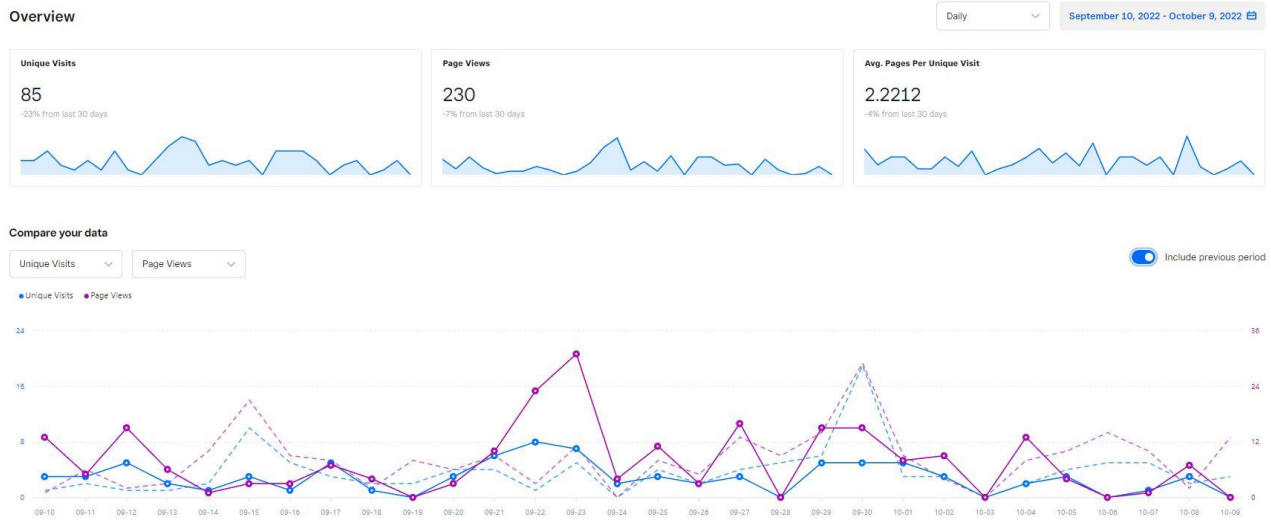 Overview
Daily
September 10, 2022 - October 9, 2022
Unique Visits
85
-23% from last 30 days
Page Views
230
-7% from last 30 days
Avg. Pages Per Unique Visit
2.2212
-4% from last 30 days
Compare your data
Unique Visits
Page Views
Include previous period
Unique Visits Page Views
24 36
16 24
8 12
0 0
09-10 09-11 09-12 09-13 09-14 09-15 09-16 09-17 09-18 09-19 09-20 09-21 09-22 09-23 09-24 09-25 09-26 09-27 09-28 09-29 09-30 10-01 10-02 10-03 10-04 10-05 10-06 10-07 10-08 10-09